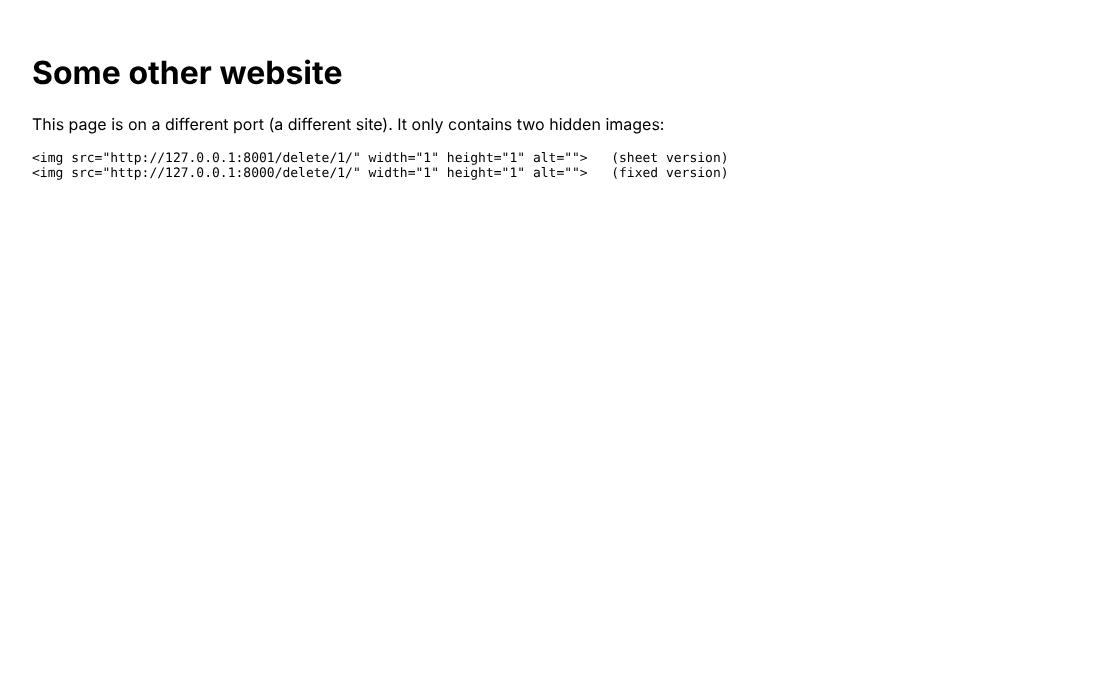 Some other website
This page is on a different port (a different site). It only contains two hidden images:
<img src="http://127.0.0.1:8001/delete/1/" width="1" height="1" alt="">   (sheet version)
<img src="http://127.0.0.1:8000/delete/1/" width="1" height="1" alt="">   (fixed version)